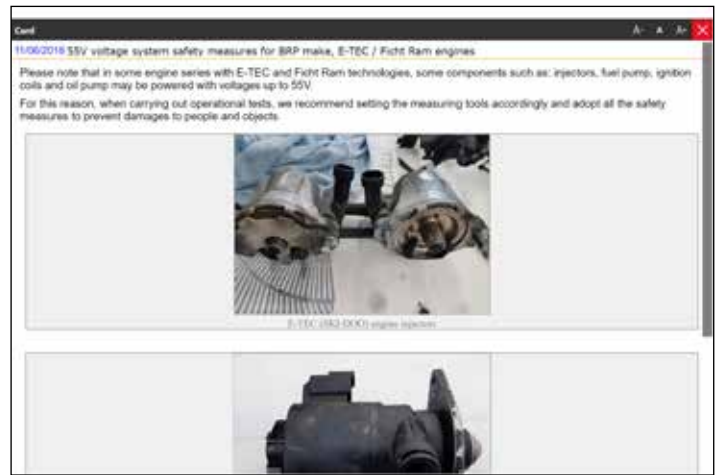 Card A- A A+
11/06/2018 55V voltage system safety measures for BRP make, E-TEC / Ficht Ram engines
Please note that in some engine series with E-TEC and Ficht Ram technologies, some components such as: injectors, fuel pump, ignition
coils and oil pump may be powered with voltages up to 55V.
For this reason, when carrying out operational tests, we recommend setting the measuring tools accordingly and adopt all the safety
measures to prevent damages to people and objects.
E-TEC (SKI-DOO) engine injectors